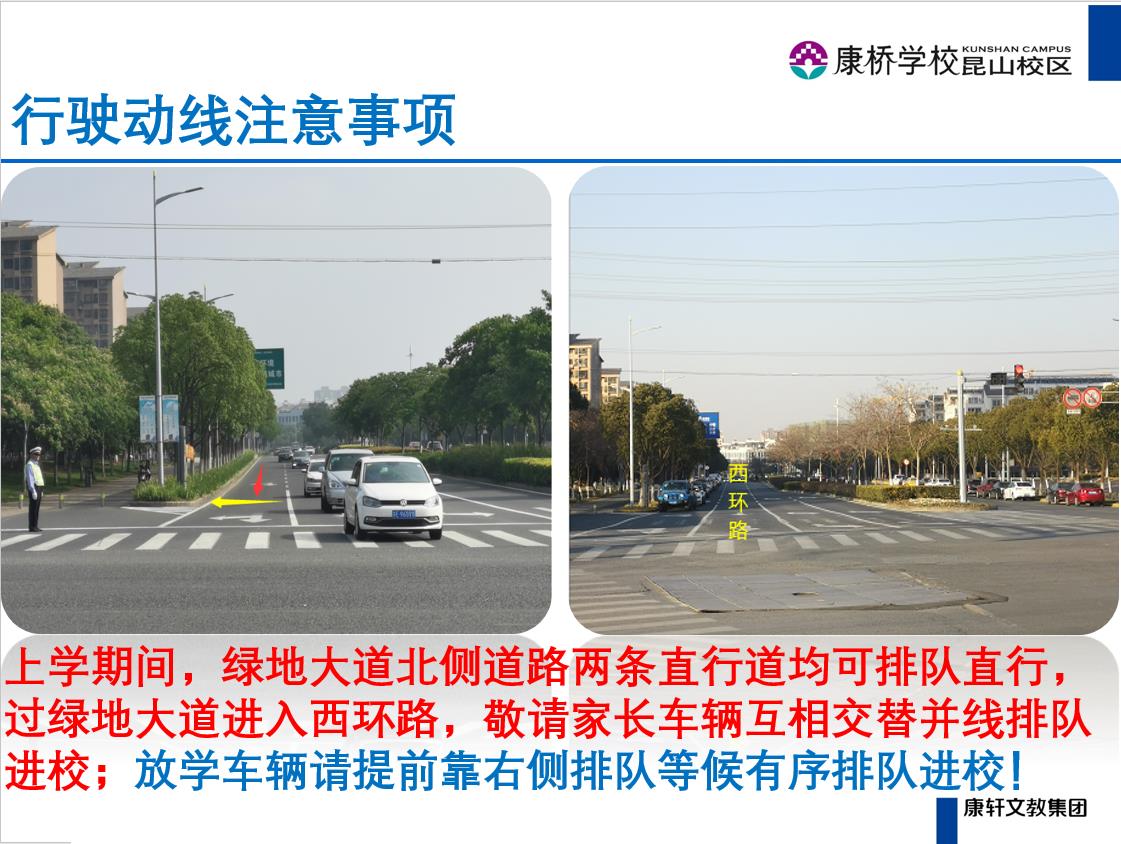 康桥学校
KUNSHAN CAMPUS
昆山校区
行驶动线注意事项
西
环
路
上学期间，绿地大道北侧道路两条直行道均可排队直行，
过绿地大道进入西环路，敬请家长车辆互相交替并线排队
进校；放学车辆请提前靠右侧排队等候有序排队进校！
康轩文教集团